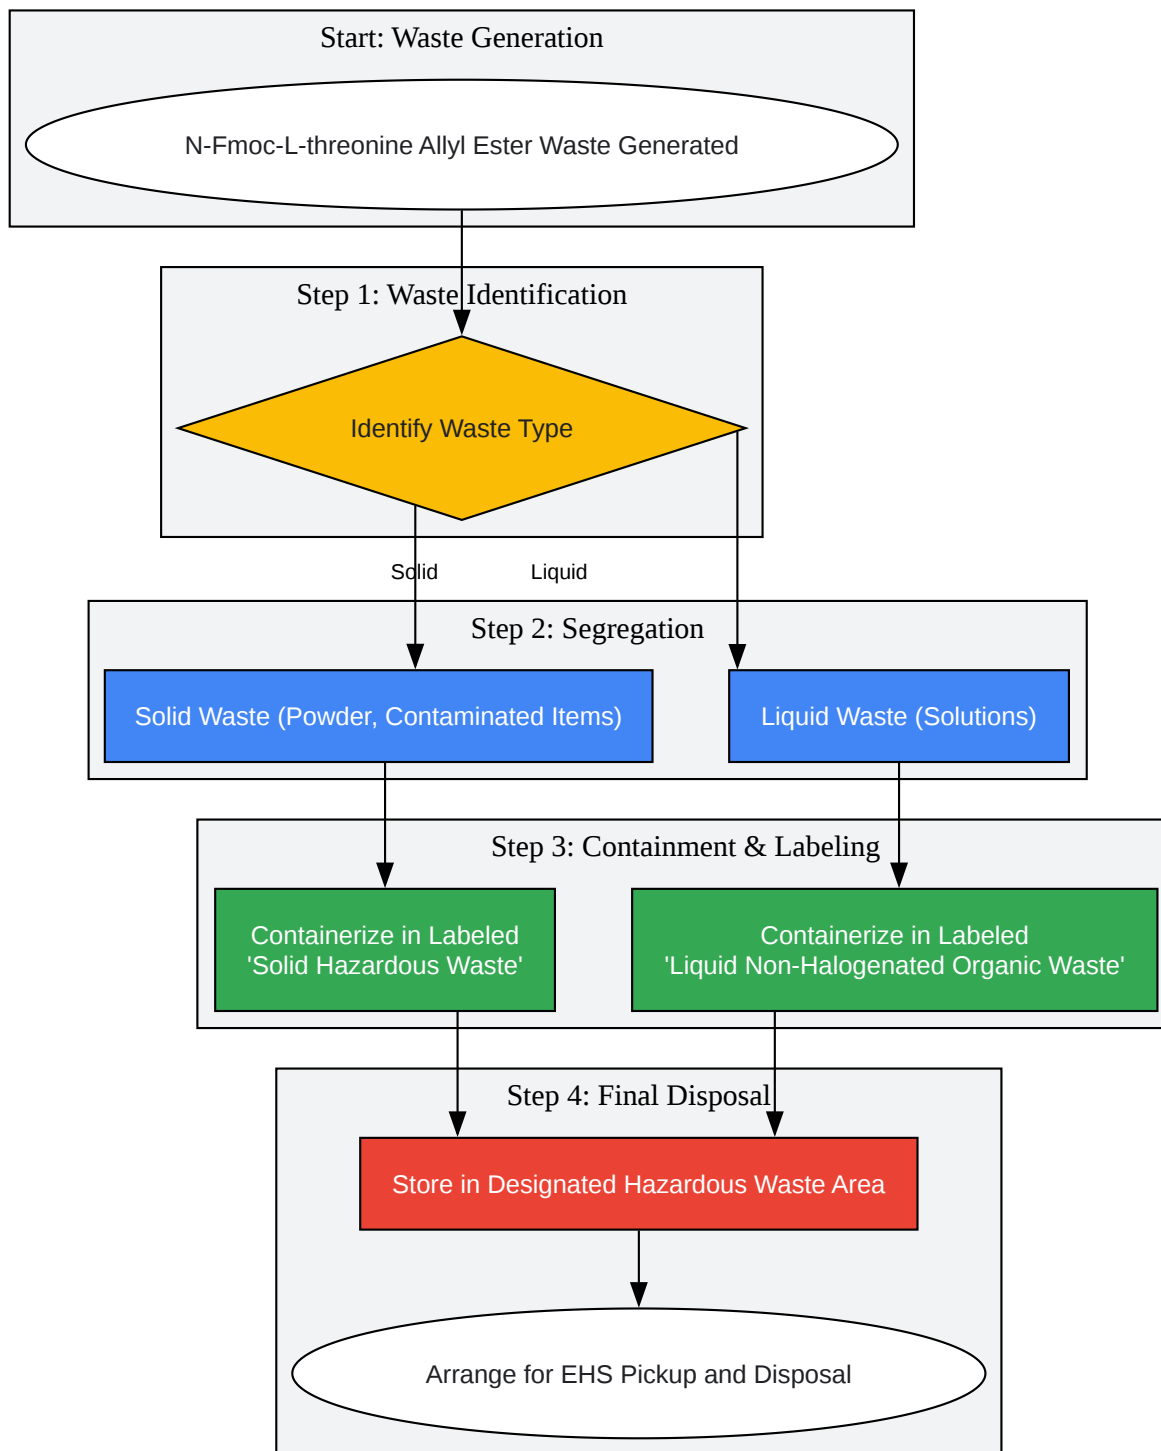 Start: Waste Generation
N-Fmoc-L-threonine Allyl Ester Waste Generated
Step 1: Waste Identification
Identify Waste Type
Solid
Liquid
Step 2: Segregation
Solid Waste (Powder, Contaminated Items)
Liquid Waste (Solutions)
Step 3: Containment & Labeling
Containerize in Labeled
'Solid Hazardous Waste'
Containerize in Labeled
'Liquid Non-Halogenated Organic Waste'
Step 4: Final Disposal
Store in Designated Hazardous Waste Area
Arrange for EHS Pickup and Disposal